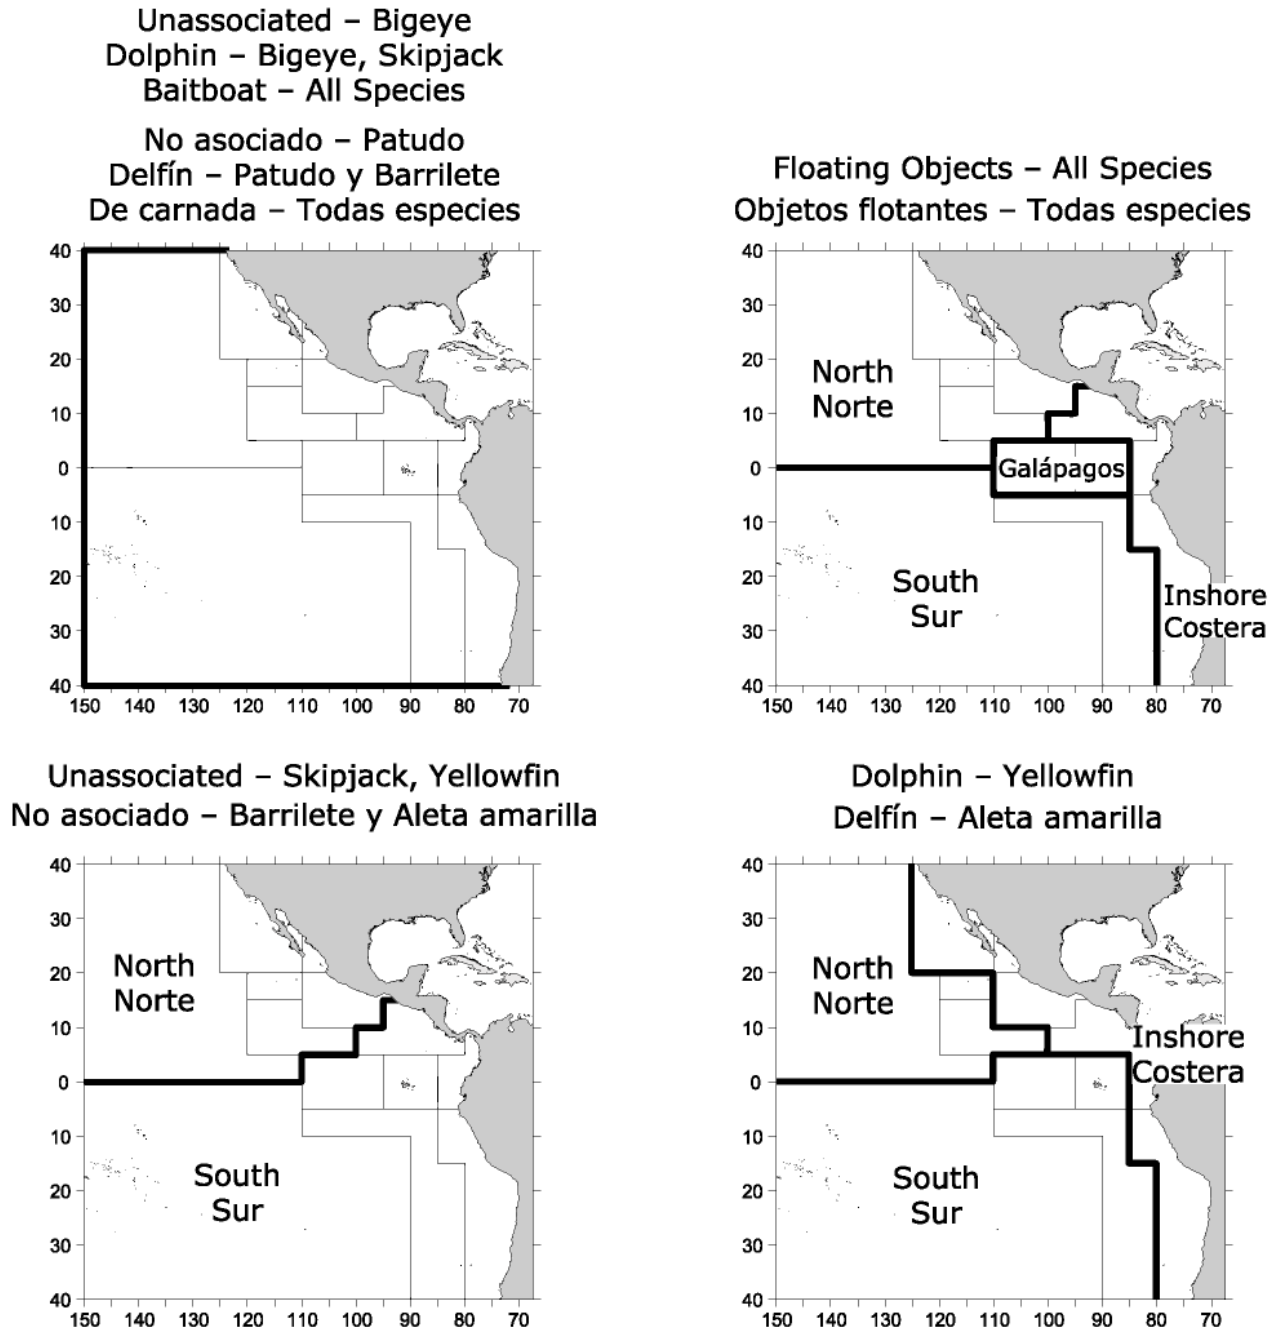 Unassociated – Bigeye
Dolphin – Bigeye, Skipjack
Baitboat – All Species
No asociado – Patudo
Delfín – Patudo y Barrilete
De carnada – Todas especies
40
30
20
10
0
10
20
30
40
150 140 130 120 110 100 90 80 70
Floating Objects – All Species
Objetos flotantes – Todas especies
40
30
20
10
0
10
20
30
40
North
Norte
Galápagos
South
Sur
Inshore
Costera
150 140 130 120 110 100 90 80 70
Unassociated – Skipjack, Yellowfin
No asociado – Barrilete y Aleta amarilla
40
30
20
10
0
10
20
30
40
North
Norte
South
Sur
150 140 130 120 110 100 90 80 70
Dolphin – Yellowfin
Delfín – Aleta amarilla
40
30
20
10
0
10
20
30
40
North
Norte
Inshore
Costera
South
Sur
150 140 130 120 110 100 90 80 70